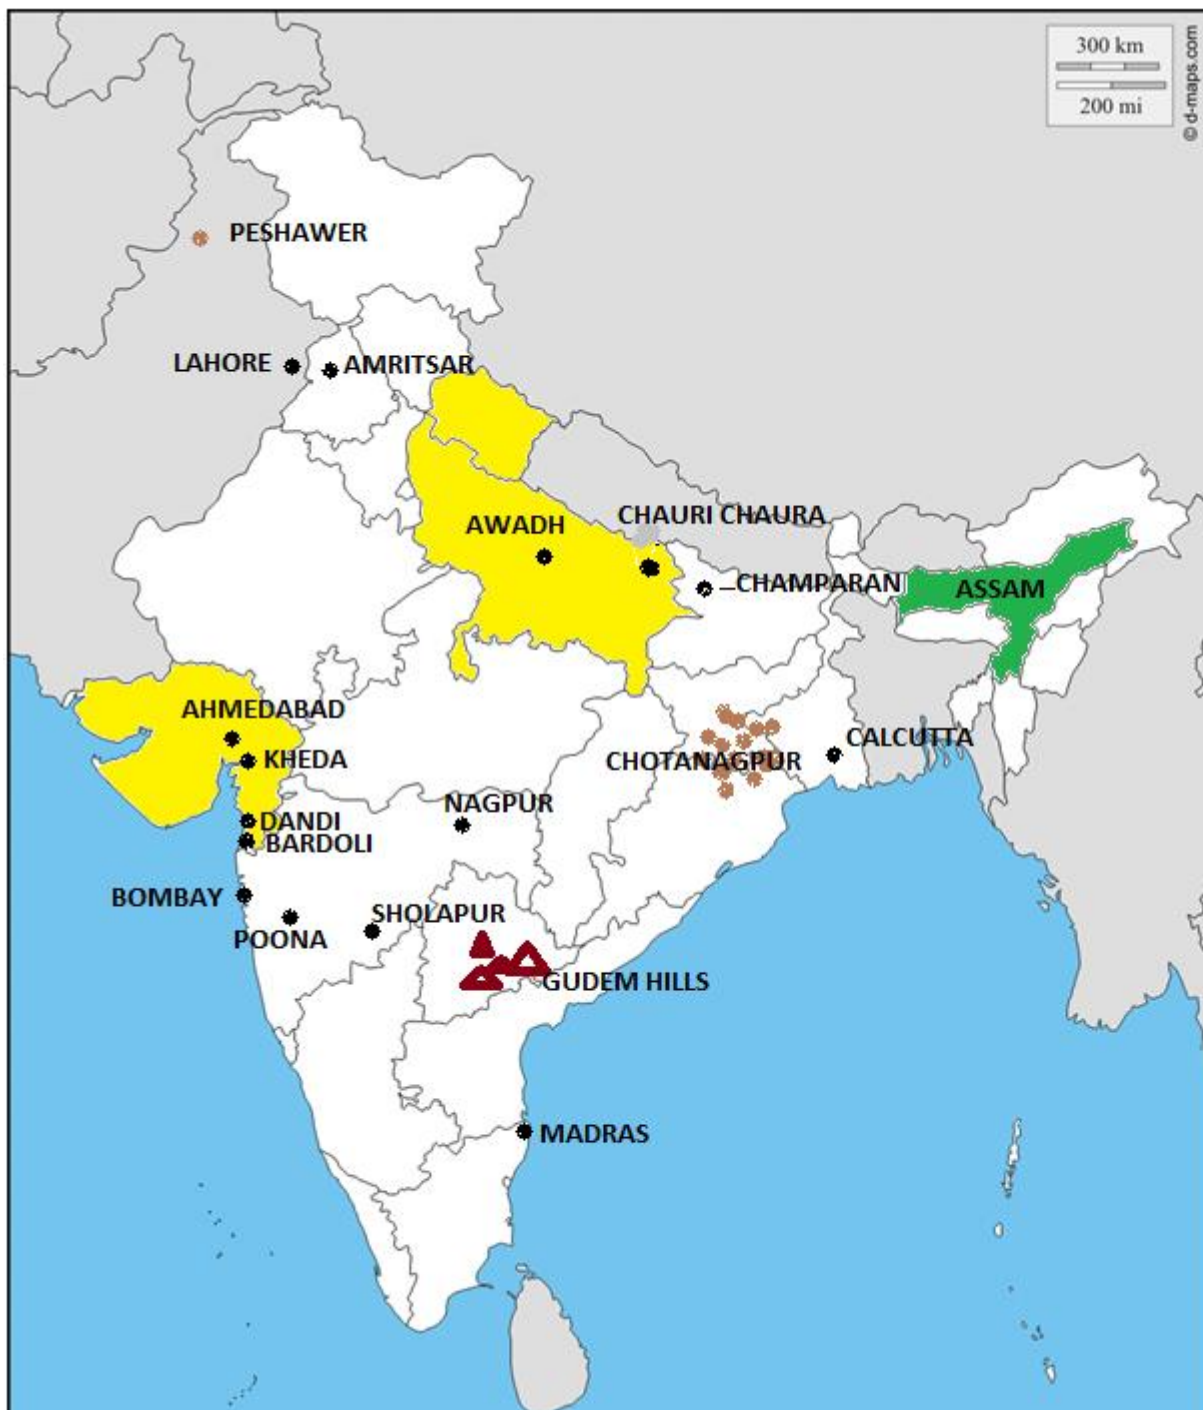 300 km
200 mi
© d-maps.com
PESHAWER
LAHORE
AMRITSAR
AWADH
CHAURI CHAURA
CHAMPARAN
ASSAM
AHMEDABAD
KHEDA
CHOTANAGPUR
CALCUTTA
DANDI
NAGPUR
BARDOLI
BOMBAY
POONA
SHOLAPUR
GUDEM HILLS
MADRAS